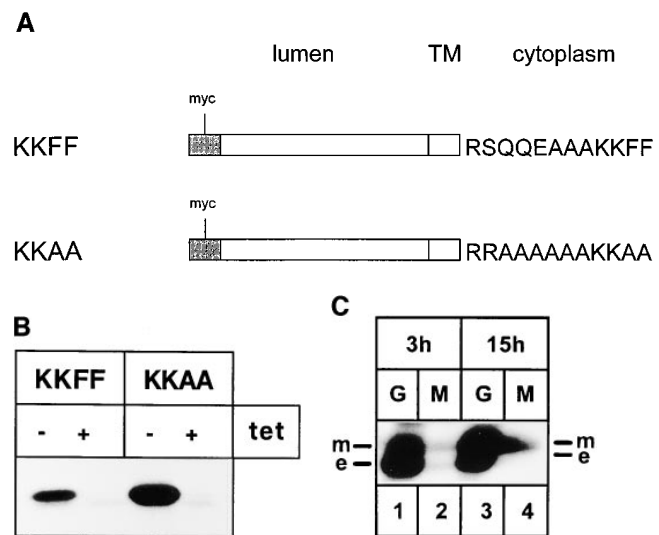 A
lumen TM cytoplasm
myc
KKFF RSQQEAAAKKFF
myc
KKAA RRAAAAAAKKAA
B
KKFF KKAA
- + - + tet
C
3h 15h
G M G M
m m
e e
1 2 3 4